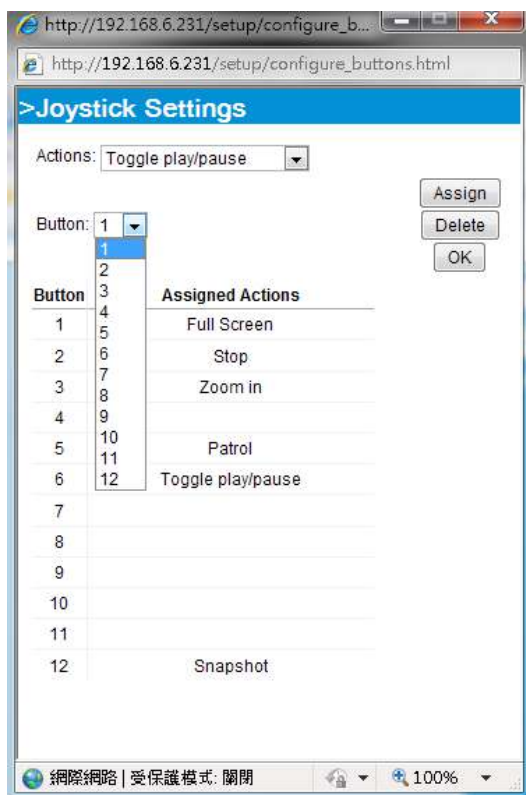 http://192.168.6.231/setup/configure_b...
http://192.168.6.231/setup/configure_buttons.html
>Joystick Settings
Actions: Toggle play/pause
Assign
Button: 1
Delete
OK
1
2
3
4
5
6
7
8
9
10
11
12
Button Assigned Actions
1 Full Screen
2 Stop
3 Zoom in
4
5 Patrol
6 Toggle play/pause
7
8
9
10
11
12 Snapshot
網際網路 | 受保護模式: 關閉 100%